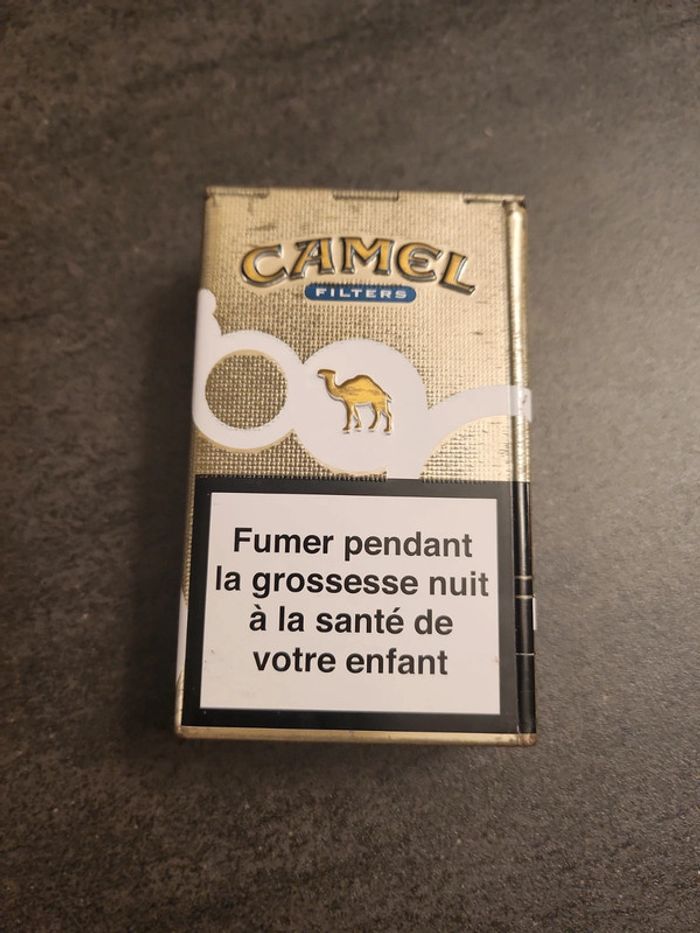 CAMEL
FILTERS
Fumer pendant
la grossesse nuit
à la santé de
votre enfant